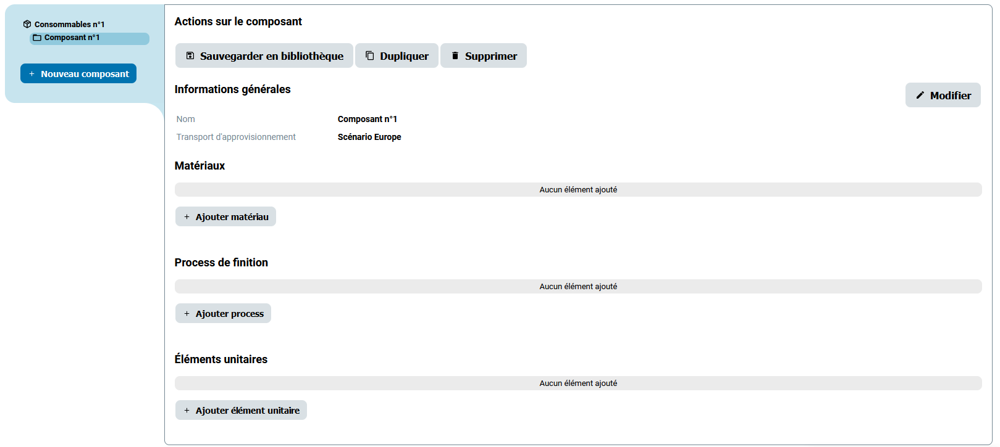 Consommables n°1
Composant n°1
+ Nouveau composant
Actions sur le composant
Sauvegarder en bibliothèque
Dupliquer
Supprimer
Informations générales
Modifier
Nom
Composant n°1
Transport d'approvisionnement
Scénario Europe
Matériaux
Aucun élément ajouté
+ Ajouter matériau
Process de finition
Aucun élément ajouté
+ Ajouter process
Éléments unitaires
Aucun élément ajouté
+ Ajouter élément unitaire